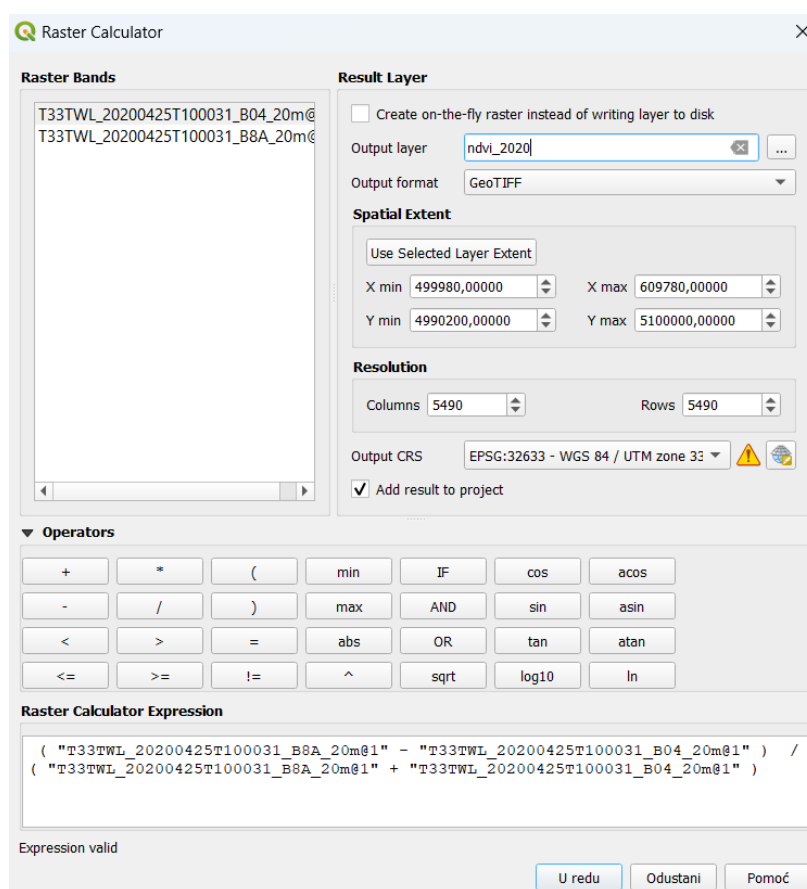 Raster Calculator
Raster Bands
T33TWL_20200425T100031_B04_20m@
T33TWL_20200425T100031_B8A_20m@
Result Layer
Create on-the-fly raster instead of writing layer to disk
Output layer ndvi_2020 ...
Output format GeoTIFF
Spatial Extent
Use Selected Layer Extent
X min 499980,00000 X max 609780,00000
Y min 4990200,00000 Y max 5100000,00000
Resolution
Columns 5490 Rows 5490
Output CRS EPSG:32633 - WGS 84 / UTM zone 33
Add result to project
Operators
+ * ( min IF cos acos
- / ) max AND sin asin
< > = abs OR tan atan
<= >= != ^ sqrt log10 ln
Raster Calculator Expression
( "T33TWL_20200425T100031_B8A_20m@1" - "T33TWL_20200425T100031_B04_20m@1" ) /
( "T33TWL_20200425T100031_B8A_20m@1" + "T33TWL_20200425T100031_B04_20m@1" )
Expression valid
U redu Odustani Pomoć